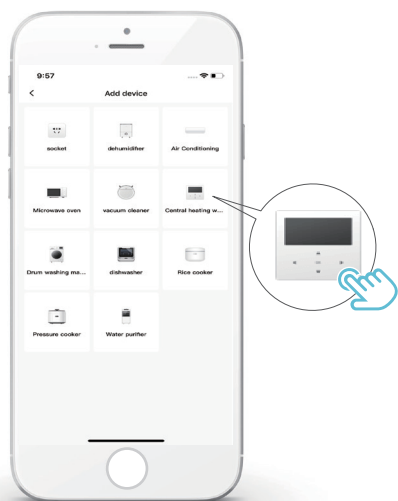 9:57
Add device
socket
dehumidifier
Air Conditioning
Microwave oven
vacuum cleaner
Central heating w...
Drum washing ma...
dishwasher
Rice cooker
Pressure cooker
Water purifier